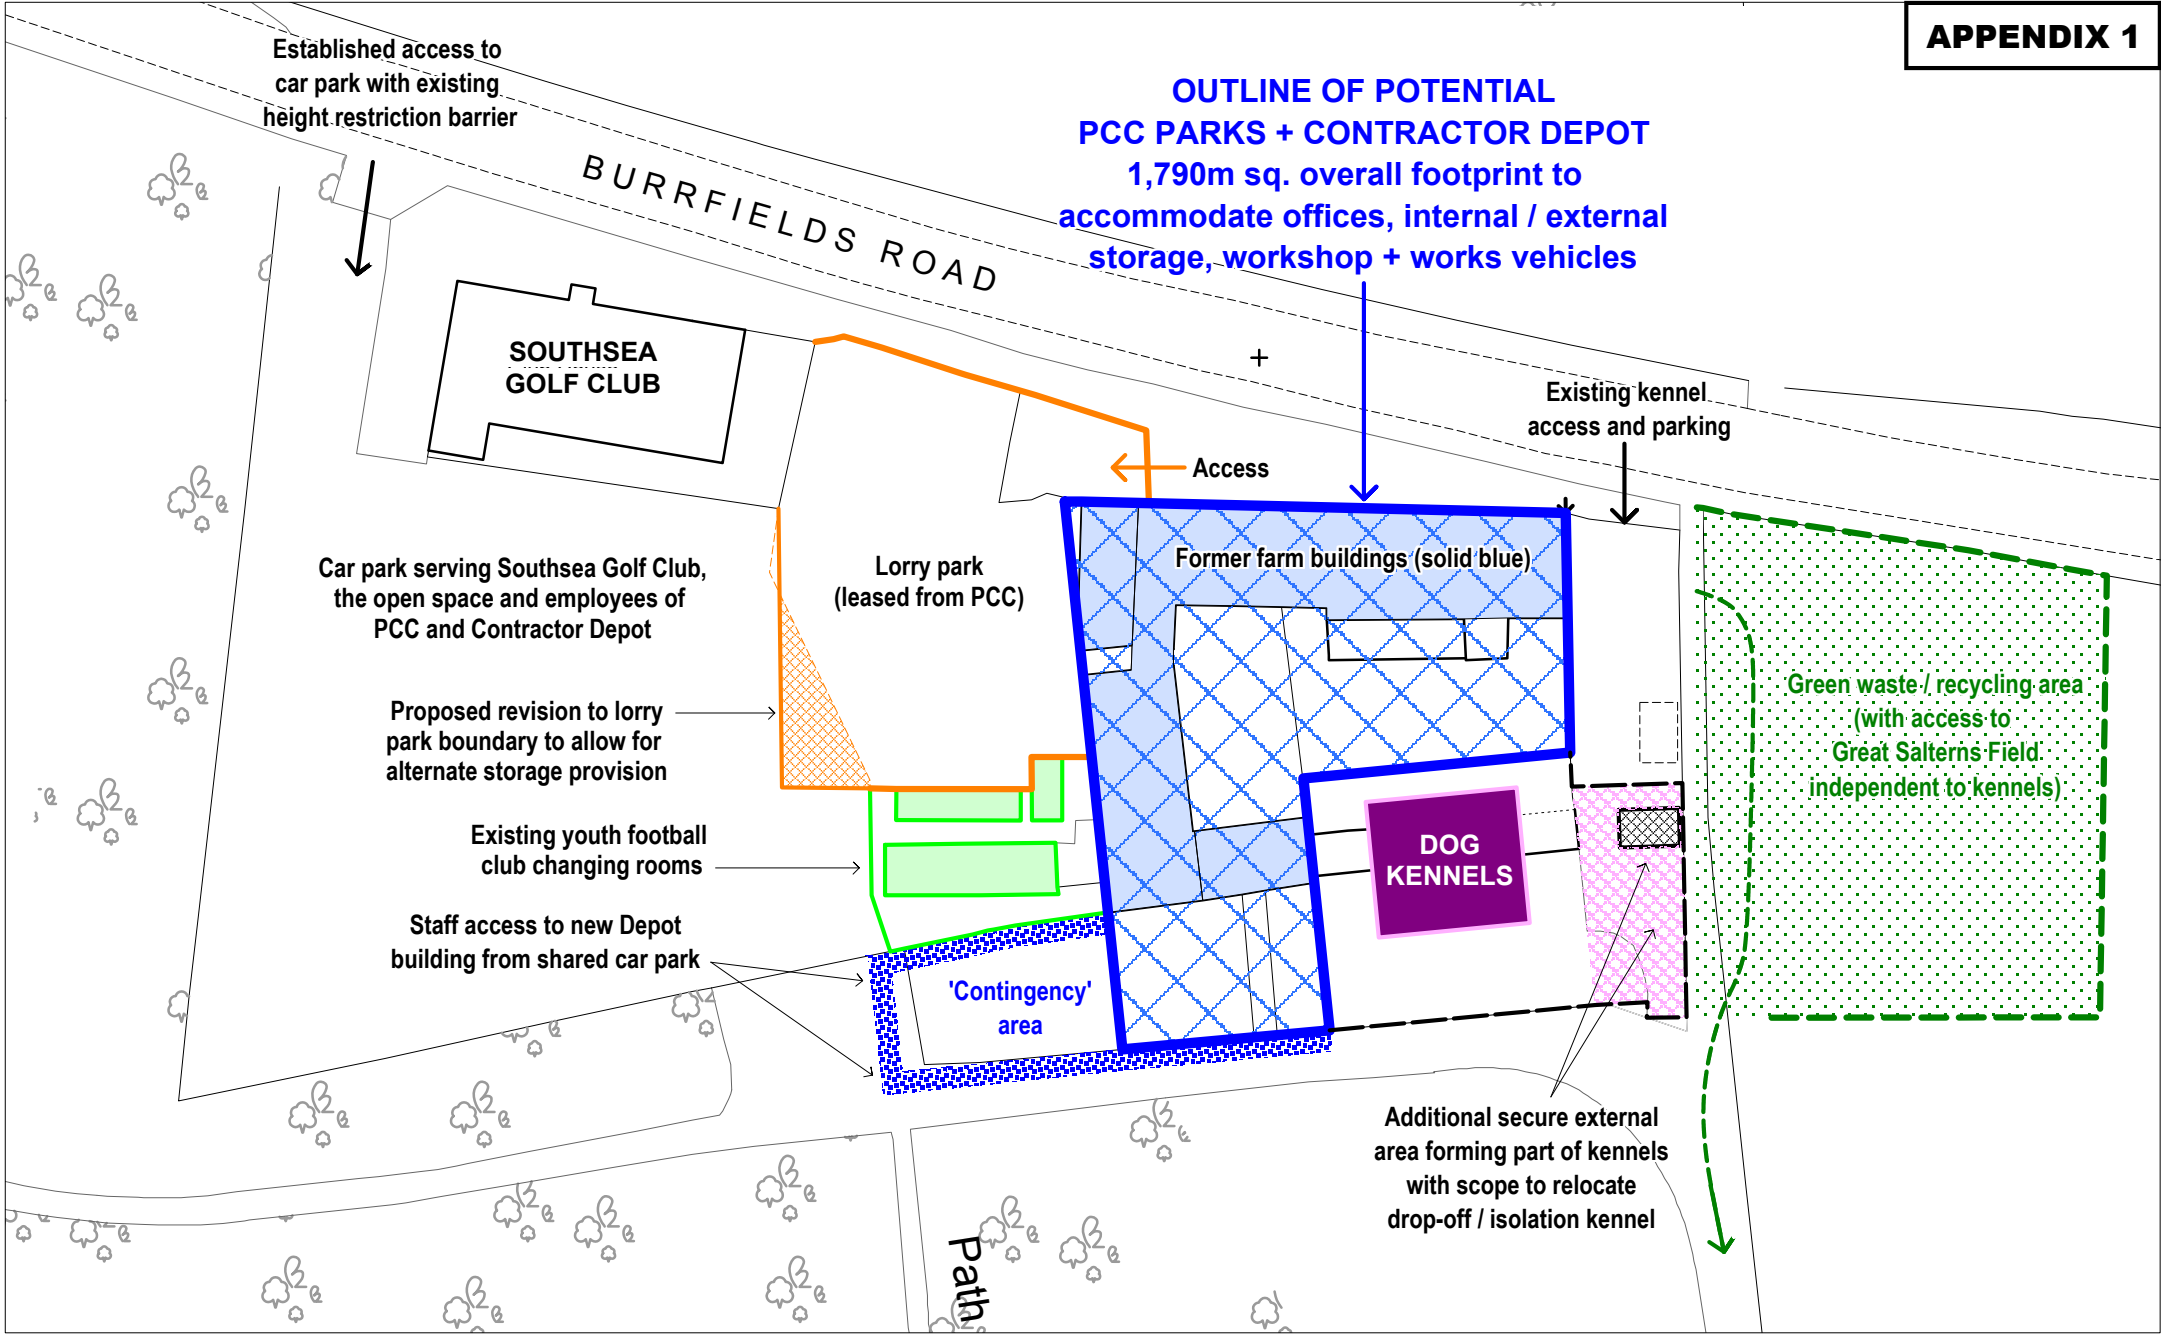 APPENDIX 1
Established access to
car park with existing
height restriction barrier
OUTLINE OF POTENTIAL
PCC PARKS + CONTRACTOR DEPOT
1,790m sq. overall footprint to
accommodate offices, internal / external
storage, workshop + works vehicles
BURRFIELDS ROAD
SOUTHSEA
GOLF CLUB
Existing kennel
access and parking
Access
Former farm buildings (solid blue)
Lorry park
(leased from PCC)
Car park serving Southsea Golf Club,
the open space and employees of
PCC and Contractor Depot
Proposed revision to lorry
park boundary to allow for
alternate storage provision
Green waste / recycling area
(with access to
Great Salterns Field
independent to kennels)
Existing youth football
club changing rooms
DOG
KENNELS
Staff access to new Depot
building from shared car park
'Contingency'
area
Additional secure external
area forming part of kennels
with scope to relocate
drop-off / isolation kennel
Path